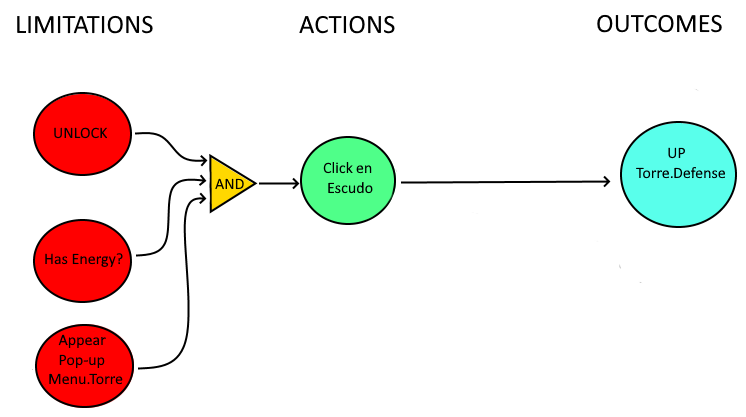 LIMITATIONS
ACTIONS
OUTCOMES
UNLOCK
Has Energy?
Appear
Pop-up
Menu.Torre
AND
Click en
Escudo
UP
Torre.Defense